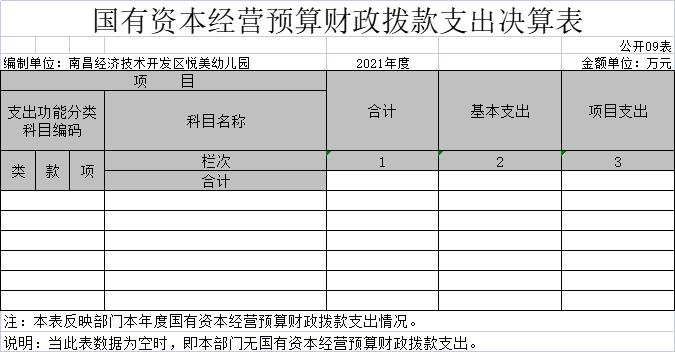 国有资本经营预算财政拨款支出决算表
公开09表
编制单位：南昌经济技术开发区悦美幼儿园 2021年度 金额单位：万元
项 目 合计 基本支出 项目支出
支出功能分类科目编码 科目名称
类 款 项 栏次 1 2 3
合计
注：本表反映部门本年度国有资本经营预算财政拨款支出情况。
说明：当此表数据为空时，即本部门无国有资本经营预算财政拨款支出。